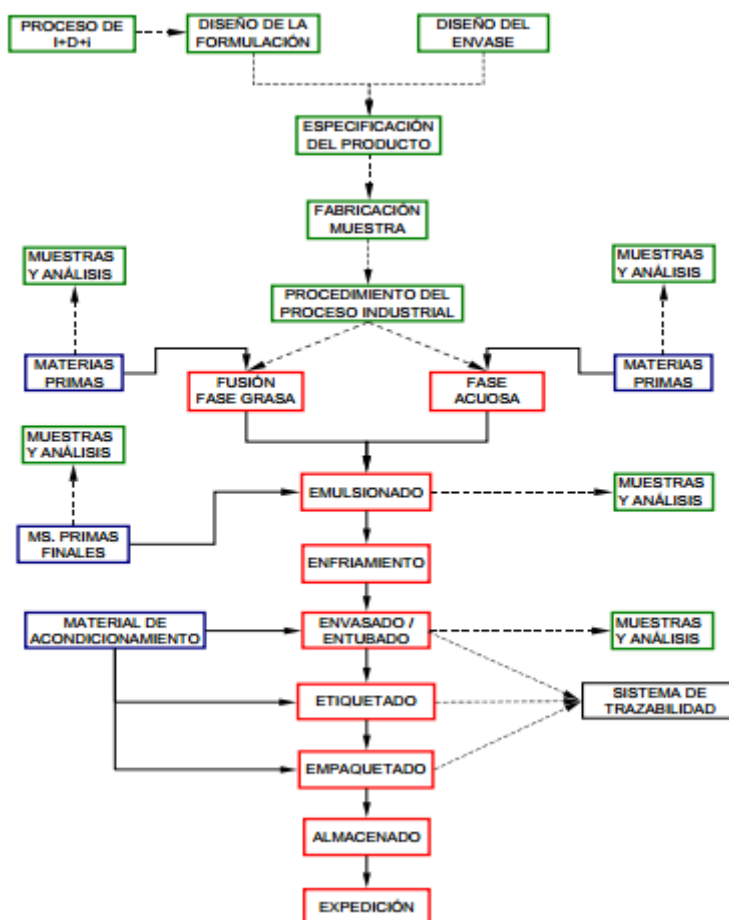 PROCESO DE
I+D+i
DISEÑO DE LA
FORMULACIÓN
DISEÑO DEL
ENVASE
ESPECIFICACIÓN
DEL PRODUCTO
FABRICACIÓN
MUESTRA
MUESTRAS
Y ANÁLISIS
MUESTRAS
Y ANÁLISIS
PROCEDIMIENTO DEL
PROCESO INDUSTRIAL
MATERIAS
PRIMAS
FUSIÓN
FASE GRASA
FASE
ACUOSA
MATERIAS
PRIMAS
MUESTRAS
Y ANÁLISIS
EMULSIONADO
MUESTRAS
Y ANÁLISIS
MS. PRIMAS
FINALES
ENFRIAMIENTO
MATERIAL DE
ACONDICIONAMIENTO
ENVASADO /
ENTUBADO
MUESTRAS
Y ANÁLISIS
ETIQUETADO
SISTEMA DE
TRAZABILIDAD
EMPAQUETADO
ALMACENADO
EXPEDICIÓN